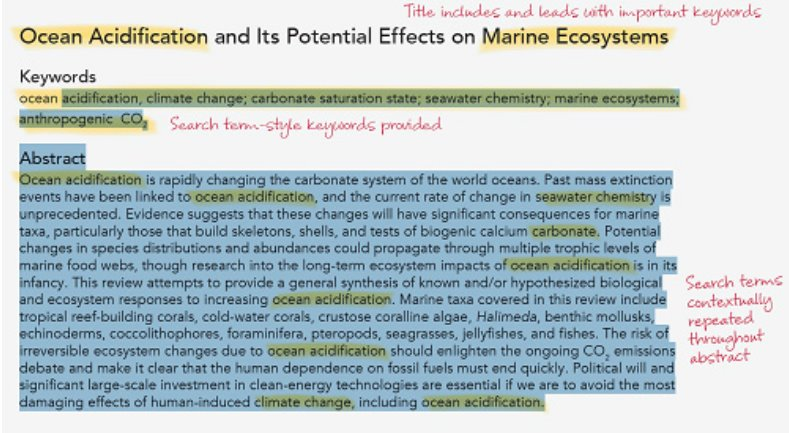 Title includes and leads with important keywords
Ocean Acidification and Its Potential Effects on Marine Ecosystems
Keywords
ocean acidification, climate change; carbonate saturation state; seawater chemistry; marine ecosystems;
anthropogenic CO₂
Search term-style keywords provided
Abstract
Ocean acidification is rapidly changing the carbonate system of the world oceans. Past mass extinction
events have been linked to ocean acidification, and the current rate of change in seawater chemistry is
unprecedented. Evidence suggests that these changes will have significant consequences for marine
taxa, particularly those that build skeletons, shells, and tests of biogenic calcium carbonate. Potential
changes in species distributions and abundances could propagate through multiple trophic levels of
marine food webs, though research into the long-term ecosystem impacts of ocean acidification is in its
infancy. This review attempts to provide a general synthesis of known and/or hypothesized biological
and ecosystem responses to increasing ocean acidification. Marine taxa covered in this review include
tropical reef-building corals, cold-water corals, crustose coralline algae, Halimeda, benthic mollusks,
echinoderms, coccolithophores, foraminifera, pteropods, seagrasses, jellyfishes, and fishes. The risk of
irreversible ecosystem changes due to ocean acidification should enlighten the ongoing CO₂ emissions
debate and make it clear that the human dependence on fossil fuels must end quickly. Political will and
significant large-scale investment in clean-energy technologies are essential if we are to avoid the most
damaging effects of human-induced climate change, including ocean acidification.
Search terms
contextually
repeated
throughout
abstract